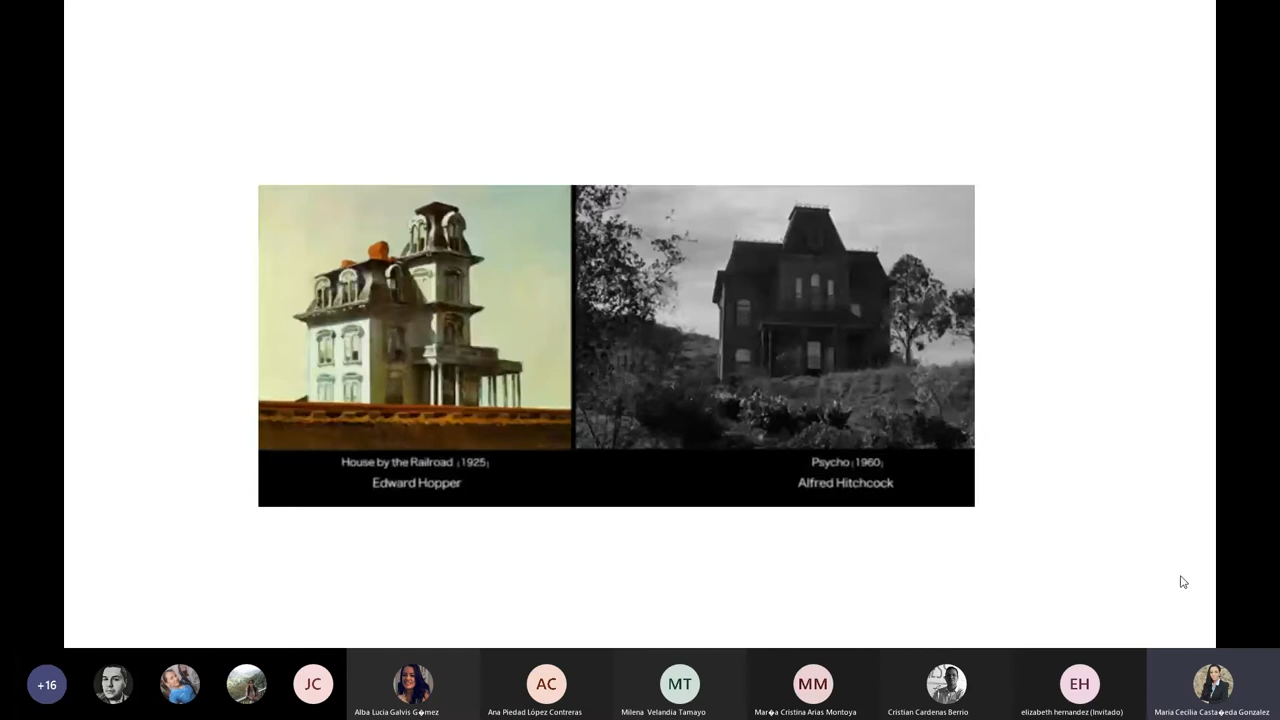 House by the Railroad (1925)
Edward Hopper
Psycho (1960)
Alfred Hitchcock
+16
JC
AC
MT
MM
EH
Alba Lucia Galvis G�mez
Ana Piedad López Contreras
Milena Velandia Tamayo
Mar�a Cristina Arias Montoya
Cristian Cardenas Berrio
elizabeth hernandez (Invitado)
Maria Cecilia Casta�eda Gonzalez